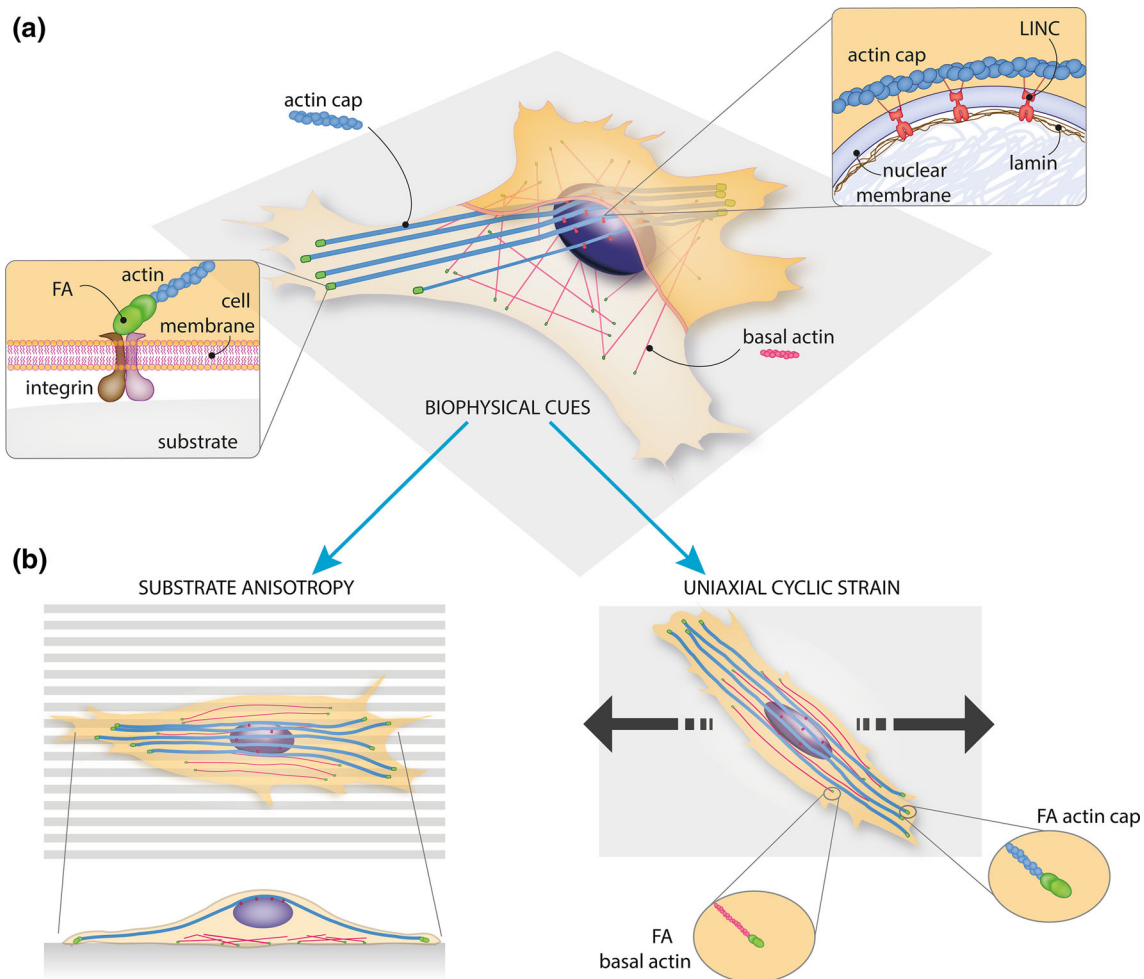 (a)
actin cap
LINC
actin cap
nuclear
membrane
lamin
actin
FA
cell
membrane
integrin
substrate
basal actin
BIOPHYSICAL CUES
(b)
SUBSTRATE ANISOTROPY
UNIAXIAL CYCLIC STRAIN
FA actin cap
FA
basal actin